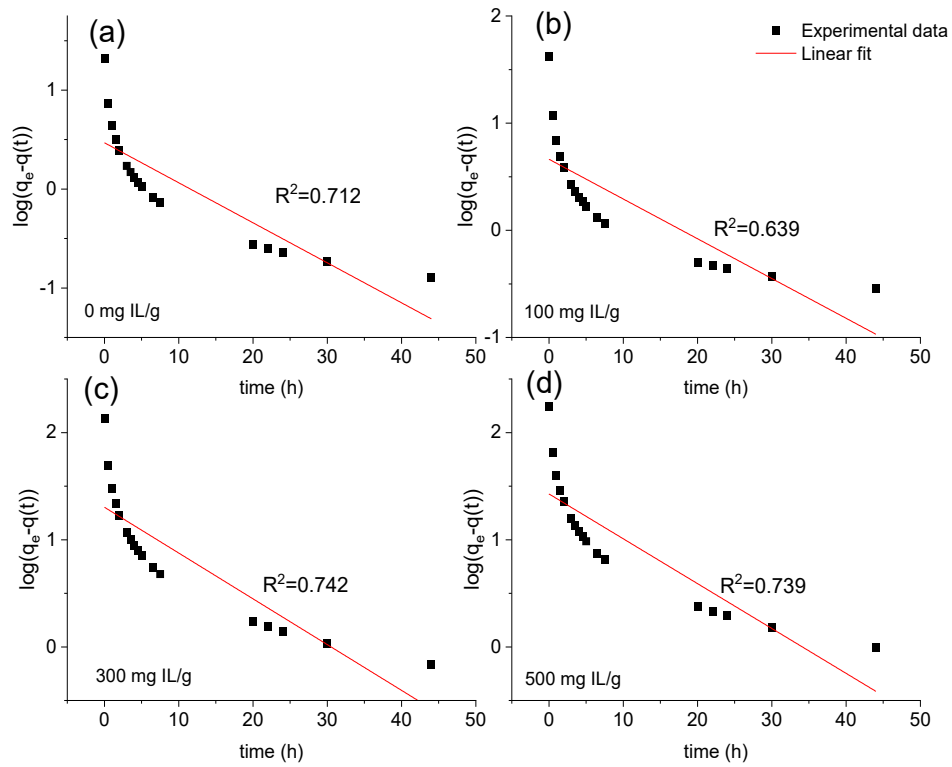 (a)
log(qₑ-q(t))
1
0
-1
R²=0.712
0 mg IL/g
0 10 20 30 40 50
time (h)
(b)
Experimental data
Linear fit
log(qₑ-q(t))
2
1
0
-1
R²=0.639
100 mg IL/g
0 10 20 30 40 50
time (h)
(c)
log(qₑ-q(t))
2
1
0
R²=0.742
300 mg IL/g
0 10 20 30 40 50
time (h)
(d)
log(qₑ-q(t))
2
1
0
R²=0.739
500 mg IL/g
0 10 20 30 40 50
time (h)